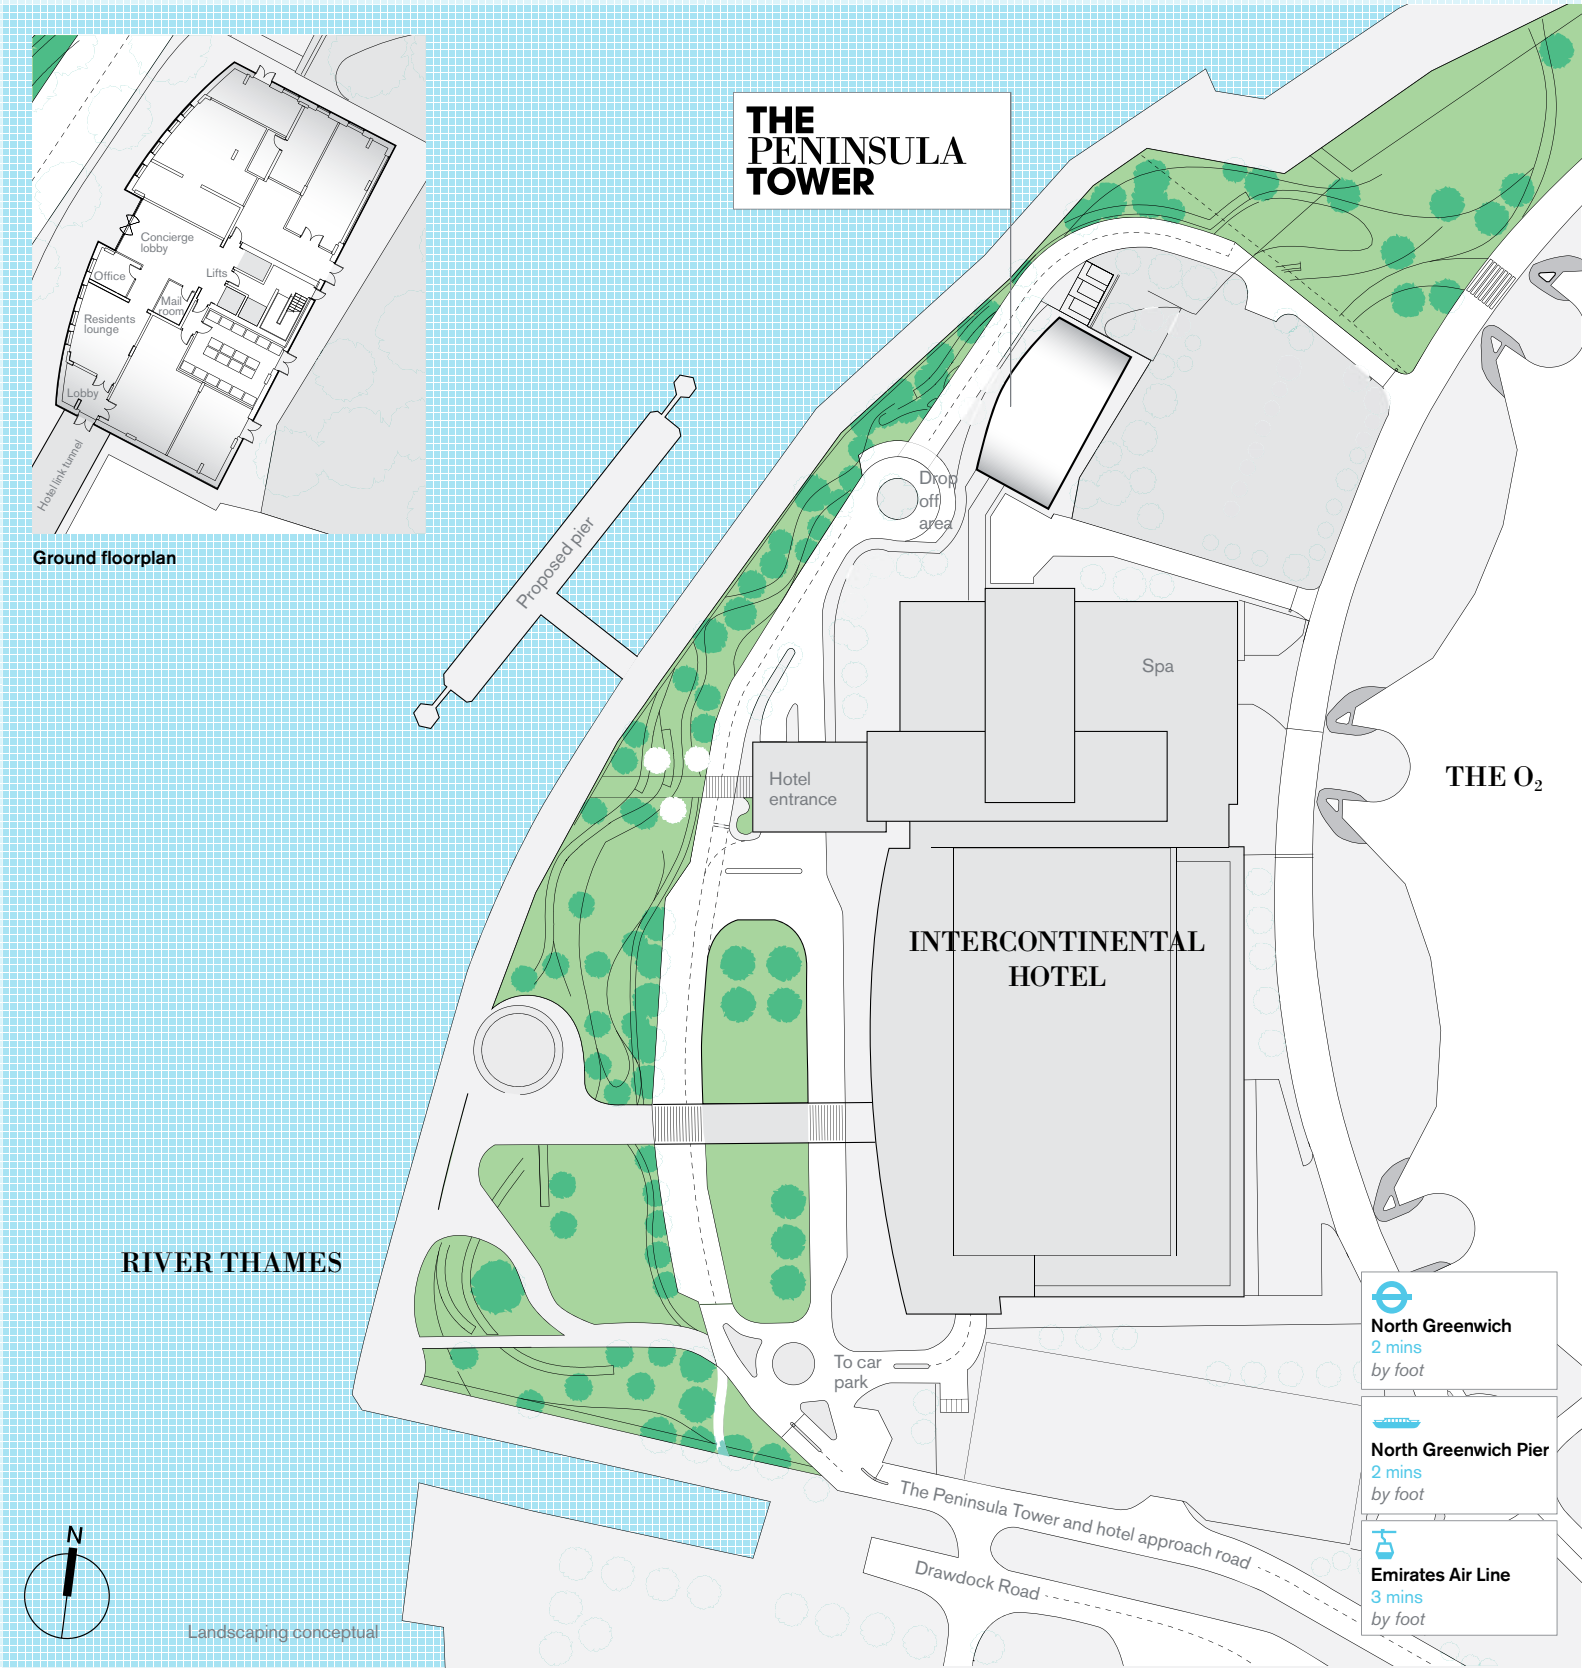 THE
PENINSULA
TOWER
Concierge
lobby
Office
Lifts
Mail
room
Residents
lounge
Lobby
Hotel link tunnel
Ground floorplan
Proposed pier
Drop
off
area
Spa
Hotel
entrance
THE O₂
INTERCONTINENTAL
HOTEL
RIVER THAMES
To car
park
North Greenwich
2 mins
by foot
North Greenwich Pier
2 mins
by foot
Emirates Air Line
3 mins
by foot
The Peninsula Tower and hotel approach road
Drawdock Road
N
Landscaping conceptual